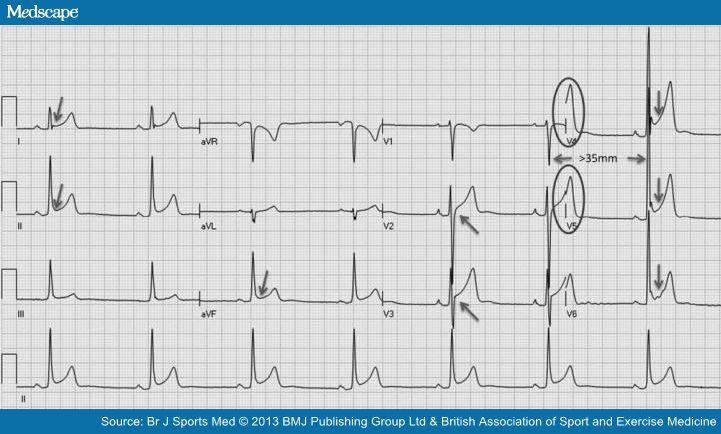 Medscape
I
aVR
V1
V4
>35mm
II
aVL
V2
V5
III
aVF
V3
V6
II
Source: Br J Sports Med © 2013 BMJ Publishing Group Ltd & British Association of Sport and Exercise Medicine